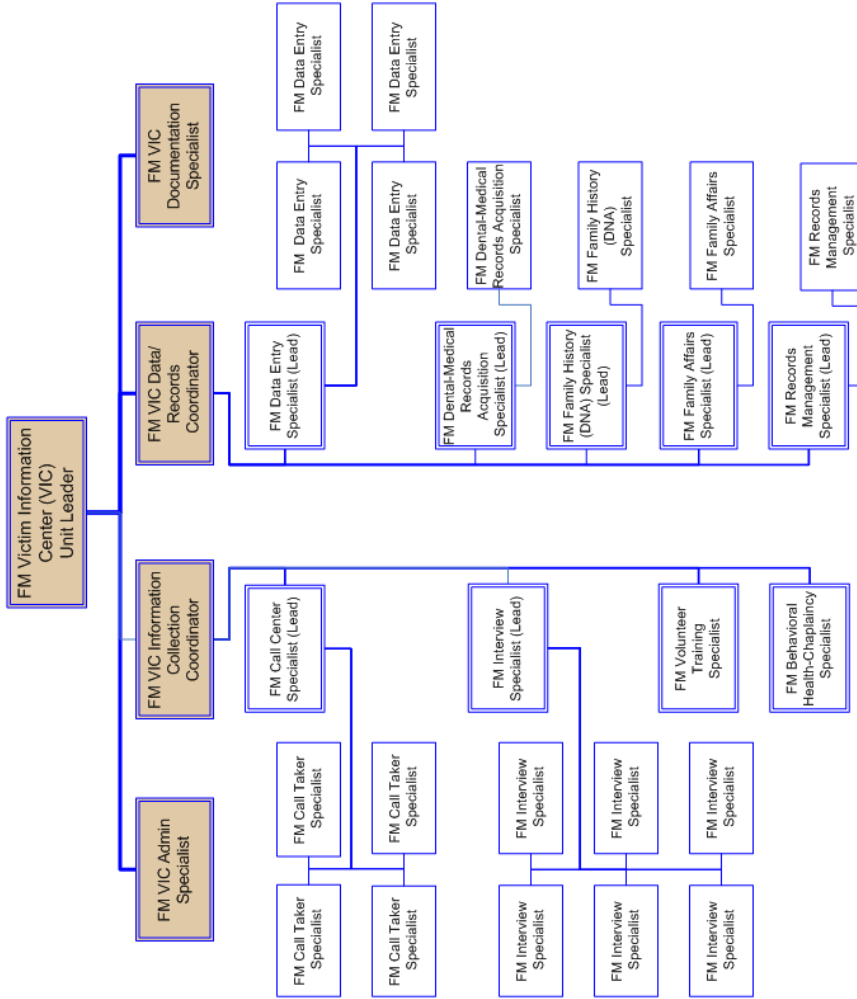 FM Victim Information
Center (VIC)
Unit Leader
FM VIC Admin
Specialist
FM VIC Information
Collection
Coordinator
FM VIC Data/
Records
Coordinator
FM VIC
Documentation
Specialist
FM Call Center
Specialist (Lead)
FM Call Taker
Specialist
FM Call Taker
Specialist
FM Call Taker
Specialist
FM Call Taker
Specialist
FM Interview
Specialist (Lead)
FM Interview
Specialist
FM Interview
Specialist
FM Interview
Specialist
FM Interview
Specialist
FM Interview
Specialist
FM Interview
Specialist
FM Volunteer
Training
Specialist
FM Behavioral
Health-Chaplaincy
Specialist
FM Data Entry
Specialist (Lead)
FM  Data Entry
Specialist
FM Data Entry
Specialist
FM Data Entry
Specialist
FM Data Entry
Specialist
FM Dental-Medical
Records
Acquisition
Specialist (Lead)
FM Dental-Medical
Records Acquisition
Specialist
FM Family History
(DNA) Specialist
(Lead)
FM Family History
(DNA)
Specialist
FM Family Affairs
Specialist (Lead)
FM Family Affairs
Specialist
FM Records
Management
Specialist (Lead)
FM Records
Management
Specialist